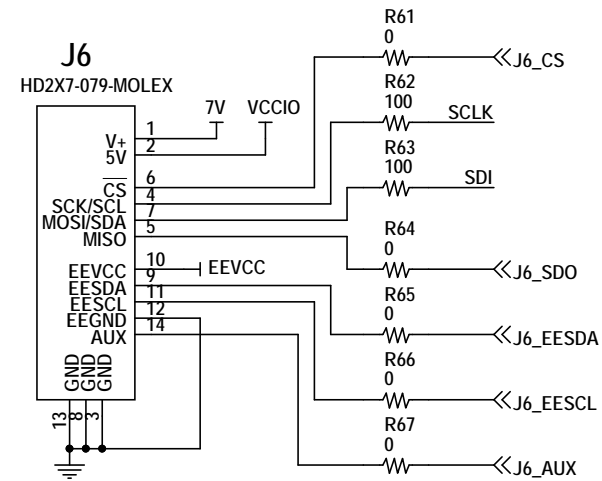 J6
HD2X7-079-MOLEX
7V
VCCIO
V+
1
5V
2
CS
6
SCK/SCL
4
MOSI/SDA
7
MISO
5
EEVCC
10
EEVCC
EESDA
9
EESCL
11
EEGND
12
AUX
14
GND
GND
GND
13
8
3
R61
0
J6_CS
R62
100
SCLK
R63
100
SDI
R64
0
J6_SDO
R65
0
J6_EESDA
R66
0
J6_EESCL
R67
0
J6_AUX